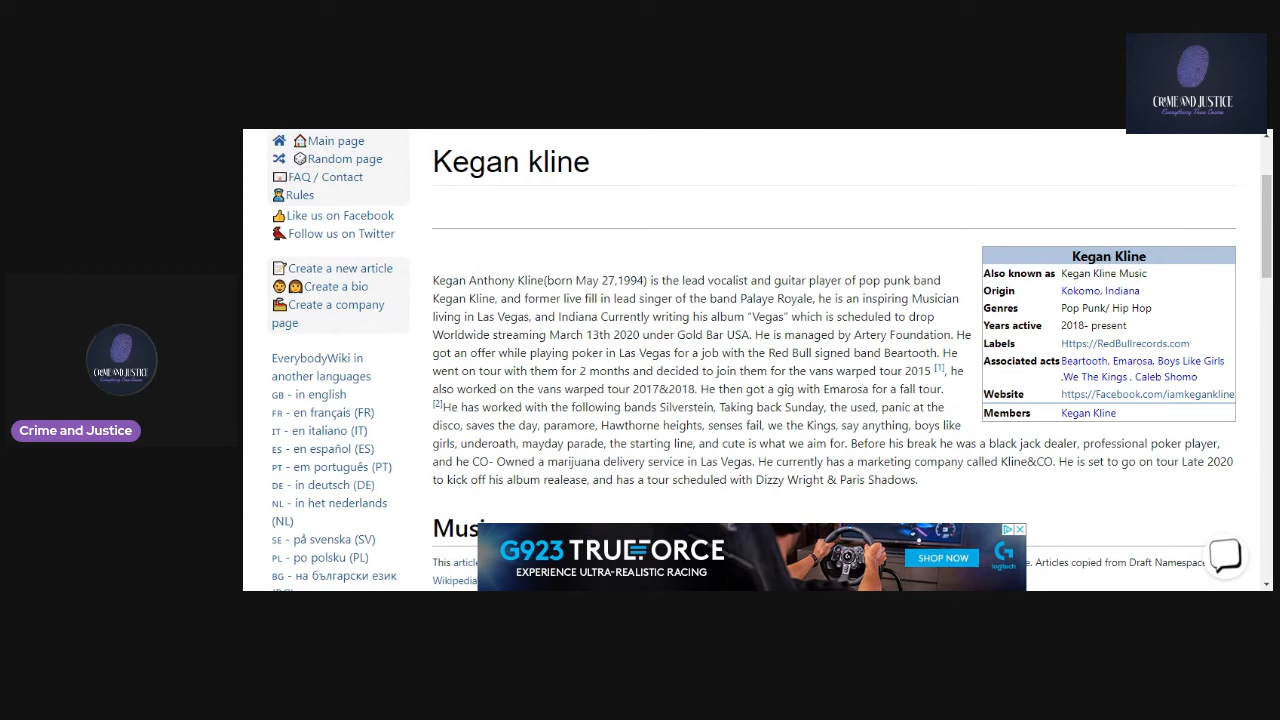 CRIME AND JUSTICE
Everything True Crime
Main page
Random page
FAQ / Contact
Rules
Like us on Facebook
Follow us on Twitter
Create a new article
Create a bio
Create a company
page
EverybodyWiki in
another languages
GB - in english
FR - en français (FR)
IT - en italiano (IT)
ES - en español (ES)
PT - em português (PT)
DE - in deutsch (DE)
NL - in het nederlands
(NL)
SE - på svenska (SV)
PL - po polsku (PL)
BG - на български език
CRIME AND JUSTICE
Crime and Justice
Kegan kline
Kegan Anthony Kline(born May 27,1994) is the lead vocalist and guitar player of pop punk band
Kegan Kline, and former live fill in lead singer of the band Palaye Royale, he is an inspiring Musician
living in Las Vegas, and Indiana Currently writing his album “Vegas” which is scheduled to drop
Worldwide streaming March 13th 2020 under Gold Bar USA. He is managed by Artery Foundation. He
got an offer while playing poker in Las Vegas for a job with the Red Bull signed band Beartooth. He
went on tour with them for 2 months and decided to join them for the vans warped tour 2015 [1], he
also worked on the vans warped tour 2017&2018. He then got a gig with Emarosa for a fall tour.
[2]He has worked with the following bands Silverstein, Taking back Sunday, the used, panic at the
disco, saves the day, paramore, Hawthorne heights, senses fail, we the Kings, say anything, boys like
girls, underoath, mayday parade, the starting line, and cute is what we aim for. Before his break he was a black jack dealer, professional poker player,
and he CO- Owned a marijuana delivery service in Las Vegas. He currently has a marketing company called Kline&CO. He is set to go on tour Late 2020
to kick off his album realease, and has a tour scheduled with Dizzy Wright & Paris Shadows.
Kegan Kline
Also known as Kegan Kline Music
Origin Kokomo, Indiana
Genres Pop Punk/ Hip Hop
Years active 2018- present
Labels Https://RedBullrecords.com
Associated acts Beartooth, Emarosa, Boys Like Girls
,We The Kings , Caleb Shomo
Website https://Facebook.com/iamkegankline
Members Kegan Kline
Mus
This artic e. Articles copied from Draft Namespace
Wikipedia
G923 TRUEFORCE
EXPERIENCE ULTRA-REALISTIC RACING
SHOP NOW
logitech